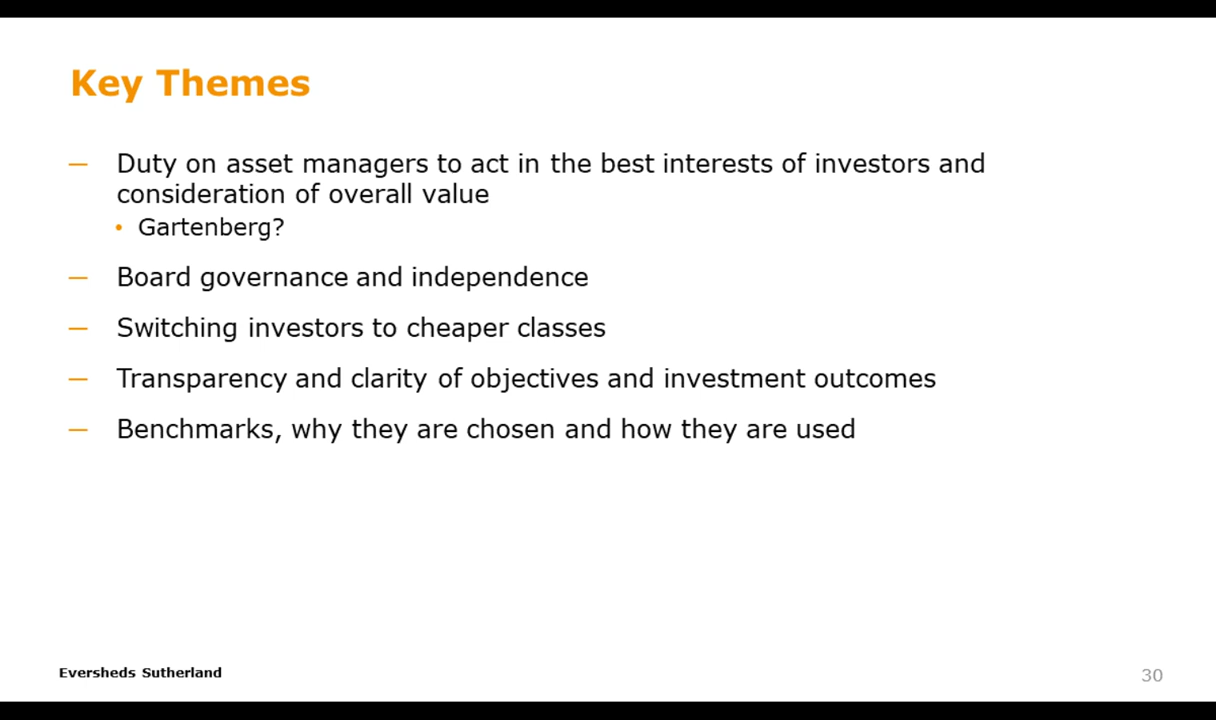 Key Themes
— Duty on asset managers to act in the best interests of investors and
consideration of overall value
• Gartenberg?
— Board governance and independence
— Switching investors to cheaper classes
— Transparency and clarity of objectives and investment outcomes
— Benchmarks, why they are chosen and how they are used
Eversheds Sutherland
30